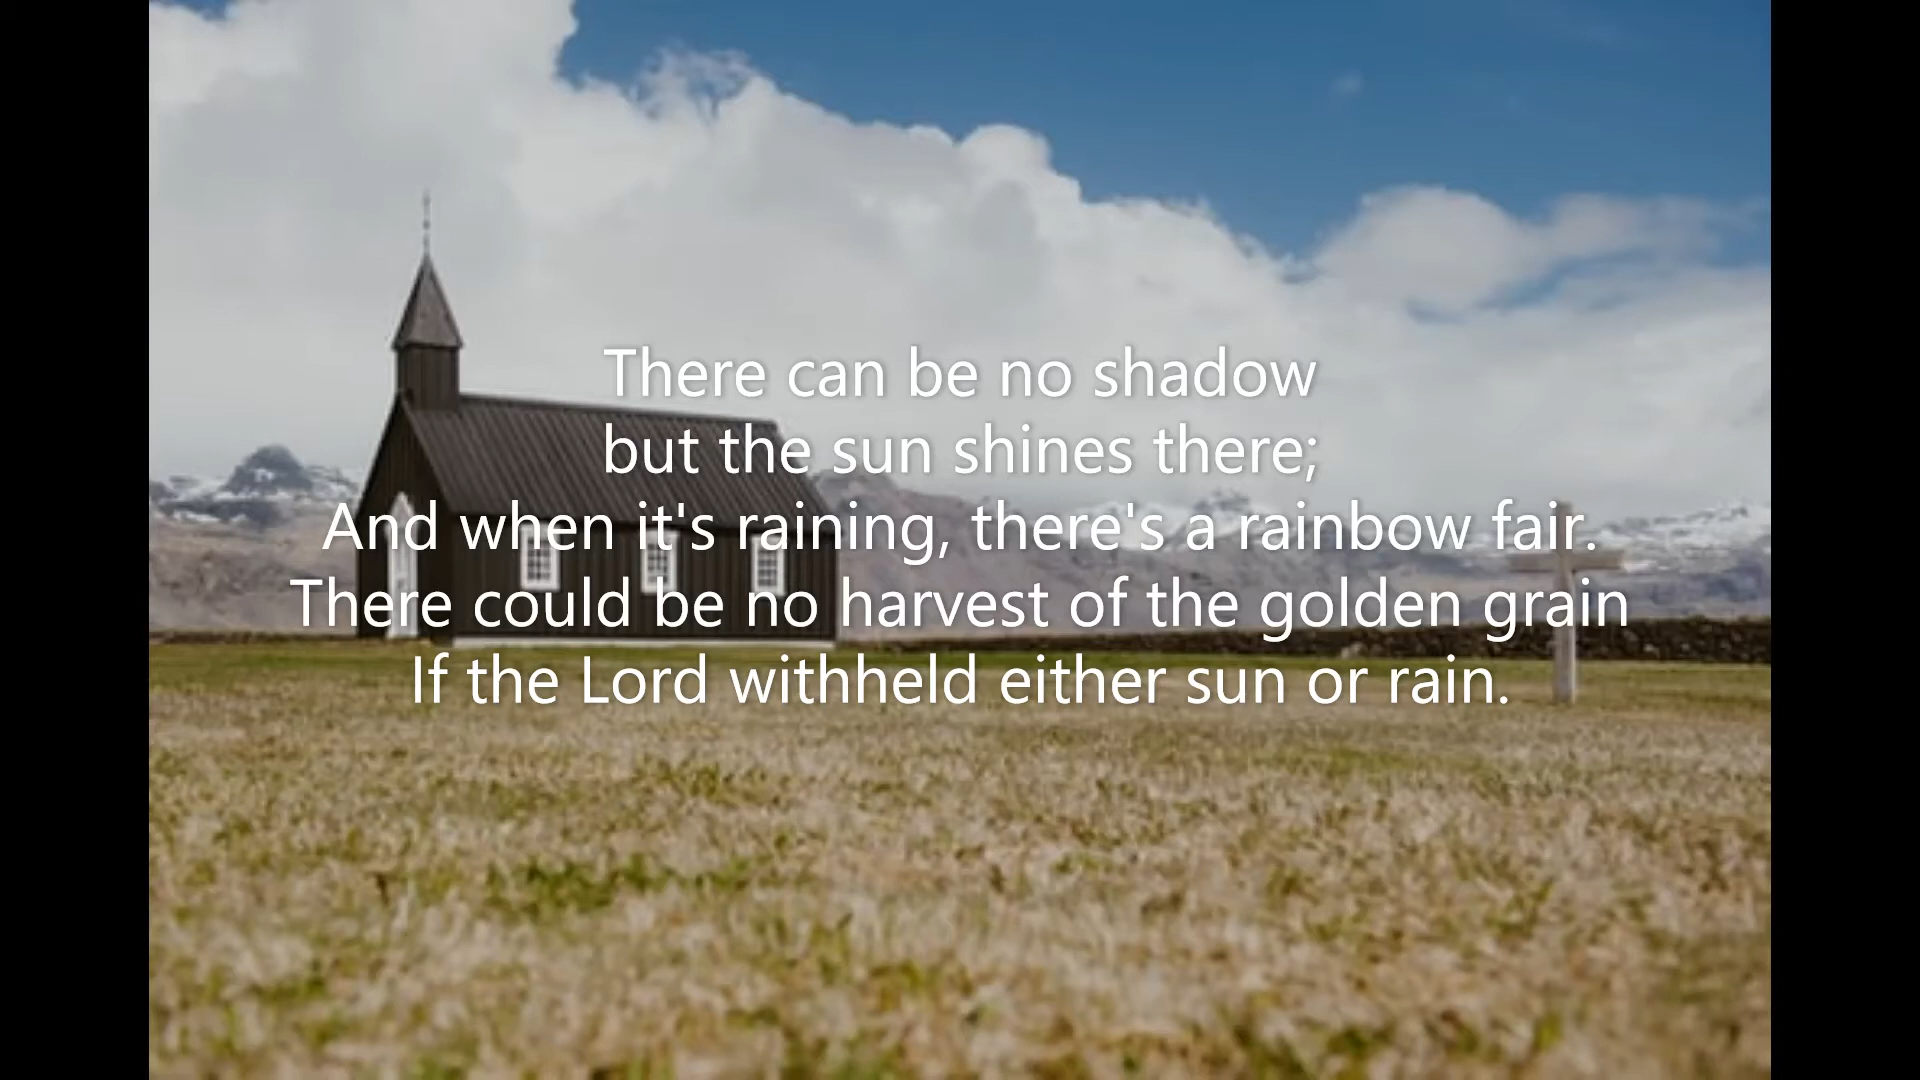 There can be no shadow
but the sun shines there;
And when it's raining, there's a rainbow fair.
There could be no harvest of the golden grain
If the Lord withheld either sun or rain.